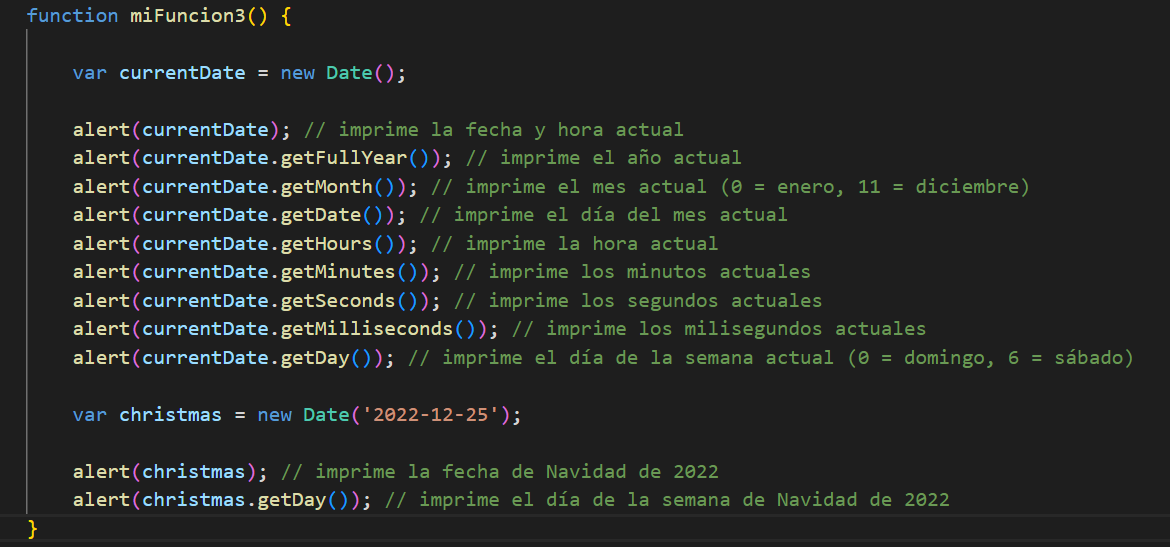 function miFuncion3() {
var currentDate = new Date();
alert(currentDate); // imprime la fecha y hora actual
alert(currentDate.getFullYear()); // imprime el año actual
alert(currentDate.getMonth()); // imprime el mes actual (0 = enero, 11 = diciembre)
alert(currentDate.getDate()); // imprime el día del mes actual
alert(currentDate.getHours()); // imprime la hora actual
alert(currentDate.getMinutes()); // imprime los minutos actuales
alert(currentDate.getSeconds()); // imprime los segundos actuales
alert(currentDate.getMilliseconds()); // imprime los milisegundos actuales
alert(currentDate.getDay()); // imprime el día de la semana actual (0 = domingo, 6 = sábado)
var christmas = new Date('2022-12-25');
alert(christmas); // imprime la fecha de Navidad de 2022
alert(christmas.getDay()); // imprime el día de la semana de Navidad de 2022
}